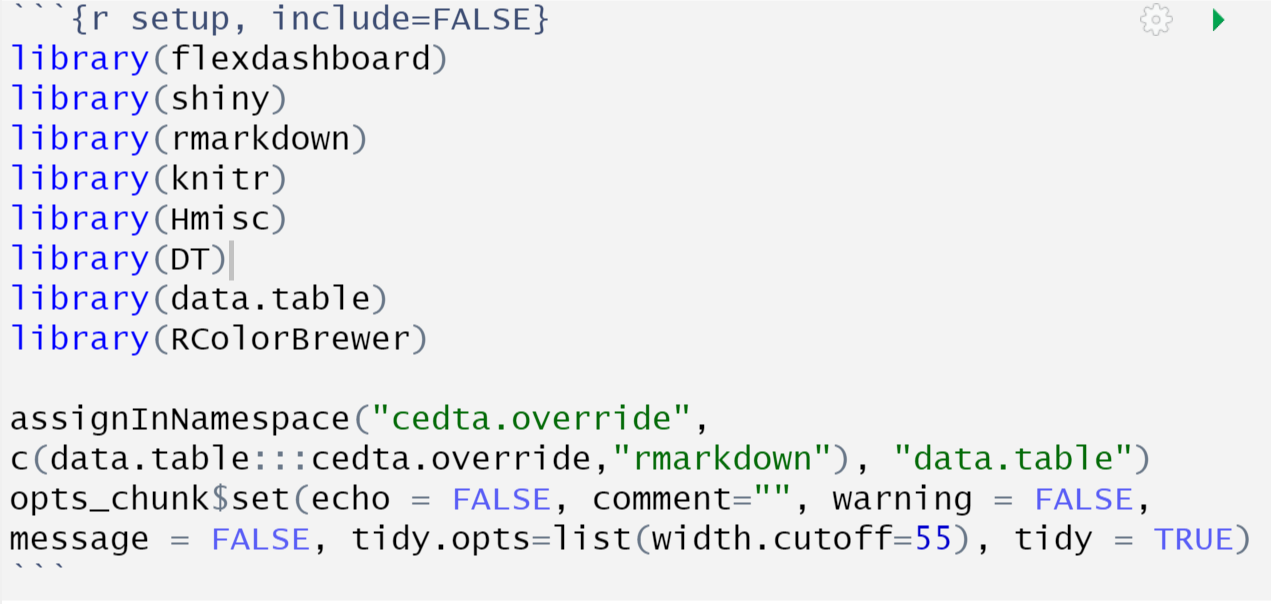 ```{r setup, include=FALSE}
library(flexdashboard)
library(shiny)
library(rmarkdown)
library(knitr)
library(Hmisc)
library(DT)
library(data.table)
library(RColorBrewer)
assignInNamespace("cedta.override",
c(data.table:::cedta.override,"rmarkdown"), "data.table")
opts_chunk$set(echo = FALSE, comment="", warning = FALSE,
message = FALSE, tidy.opts=list(width.cutoff=55), tidy = TRUE)
```